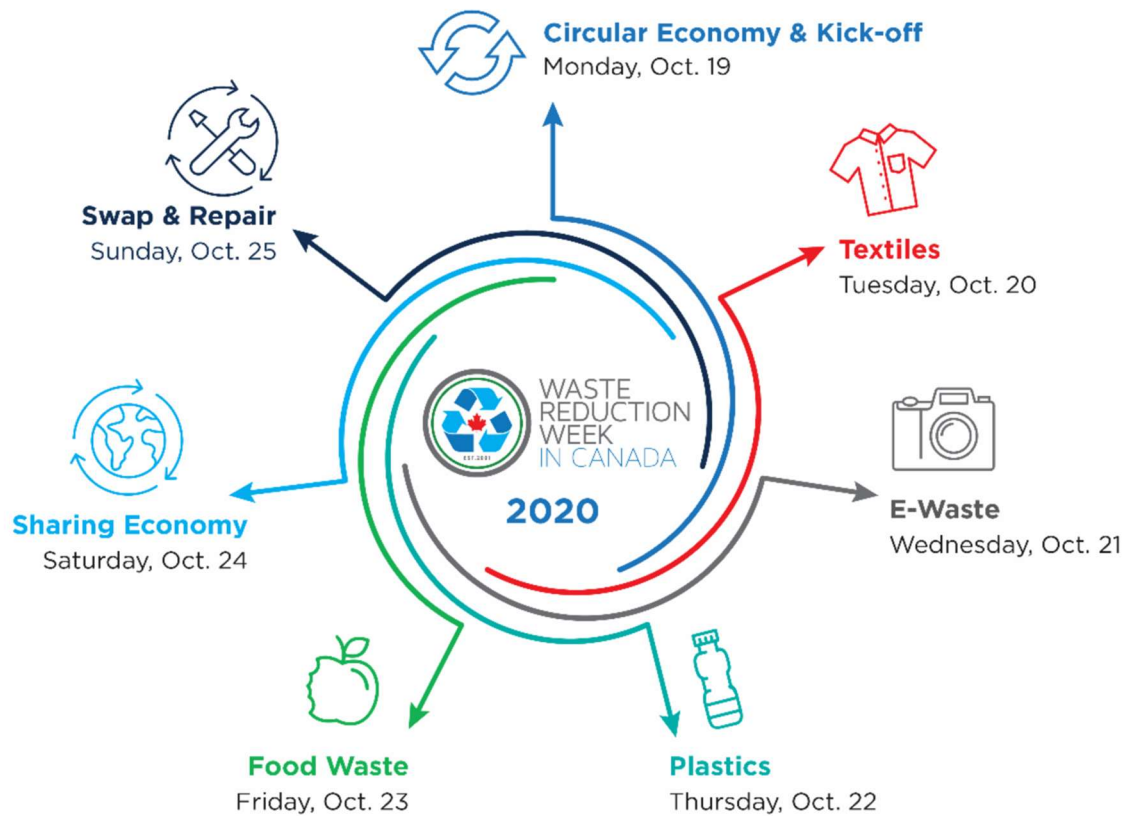 Circular Economy & Kick-off
Monday, Oct. 19
Textiles
Tuesday, Oct. 20
E-Waste
Wednesday, Oct. 21
Plastics
Thursday, Oct. 22
Food Waste
Friday, Oct. 23
Sharing Economy
Saturday, Oct. 24
Swap & Repair
Sunday, Oct. 25
WASTE
REDUCTION
WEEK
IN CANADA
EST.2001
2020